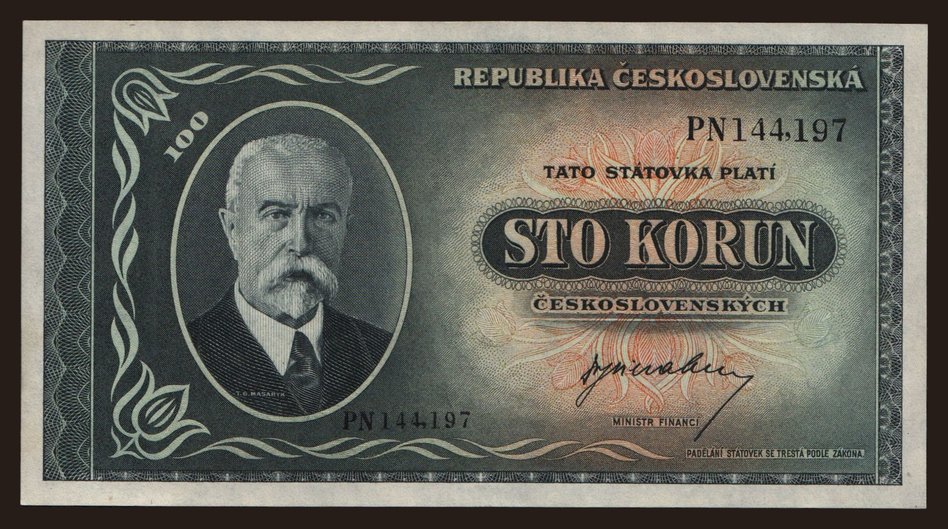 REPUBLIKA ČESKOSLOVENSKÁ
100
PN144,197
TATO STÁTOVKA PLATÍ
STO KORUN
ČESKOSLOVENSKÝCH
T. G. MASARYK
PN144,197
MINISTR FINANCÍ
PADĚLÁNÍ STÁTOVEK SE TRESTÁ PODLE ZÁKONA.